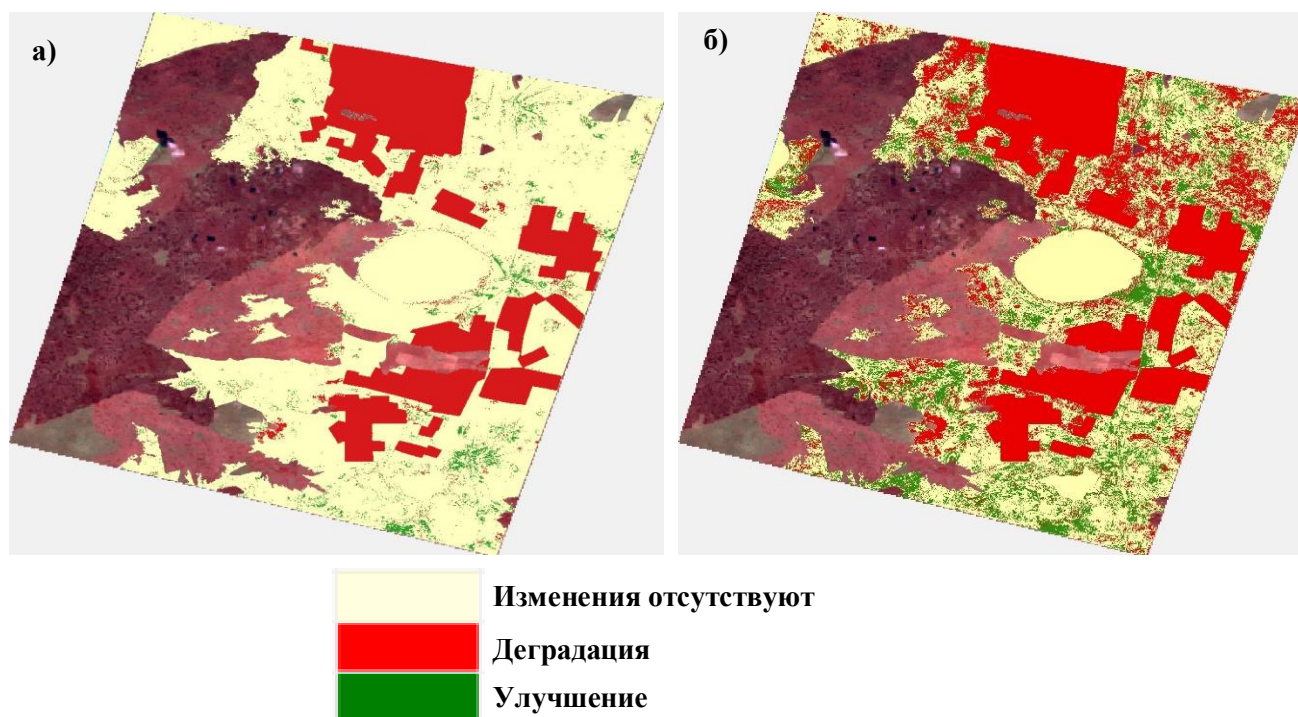 а)
б)
Изменения отсутствуют
Деградация
Улучшение